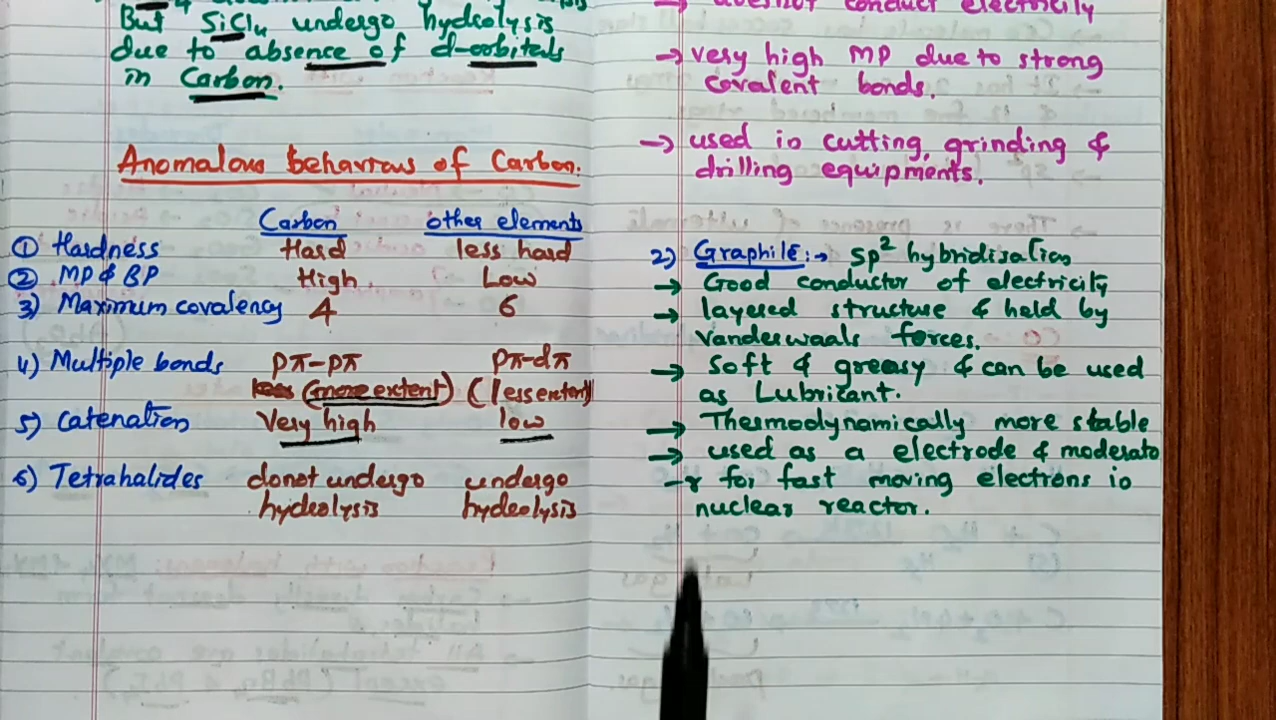 But SiCl4 undergo hydrolysis
due to absence of d-orbitals
in Carbon.
Anomalous behavious of Carbon.
Carbon other elements
① Hardness Hard less hard
② MP & BP High Low
3) Maximum covalency 4 6
4) Multiple bonds pπ-pπ pπ-dπ
(more extent) (less extent)
5) Catenation Very high low
6) Tetrahalides donot undergo undergo
hydrolysis hydrolysis
→ does not conduct electricity
→ very high MP due to strong
covalent bonds.
→ used in cutting, grinding &
drilling equipments.
2) Graphite:→ sp² hybridisation
→ Good conductor of electricity
→ layered structure & held by
Vanderwaals forces.
→ Soft & greasy & can be used
as Lubricant.
→ Thermodynamically more stable
→ used as a electrode & moderato
-r for fast moving electrons in
nuclear reactor.